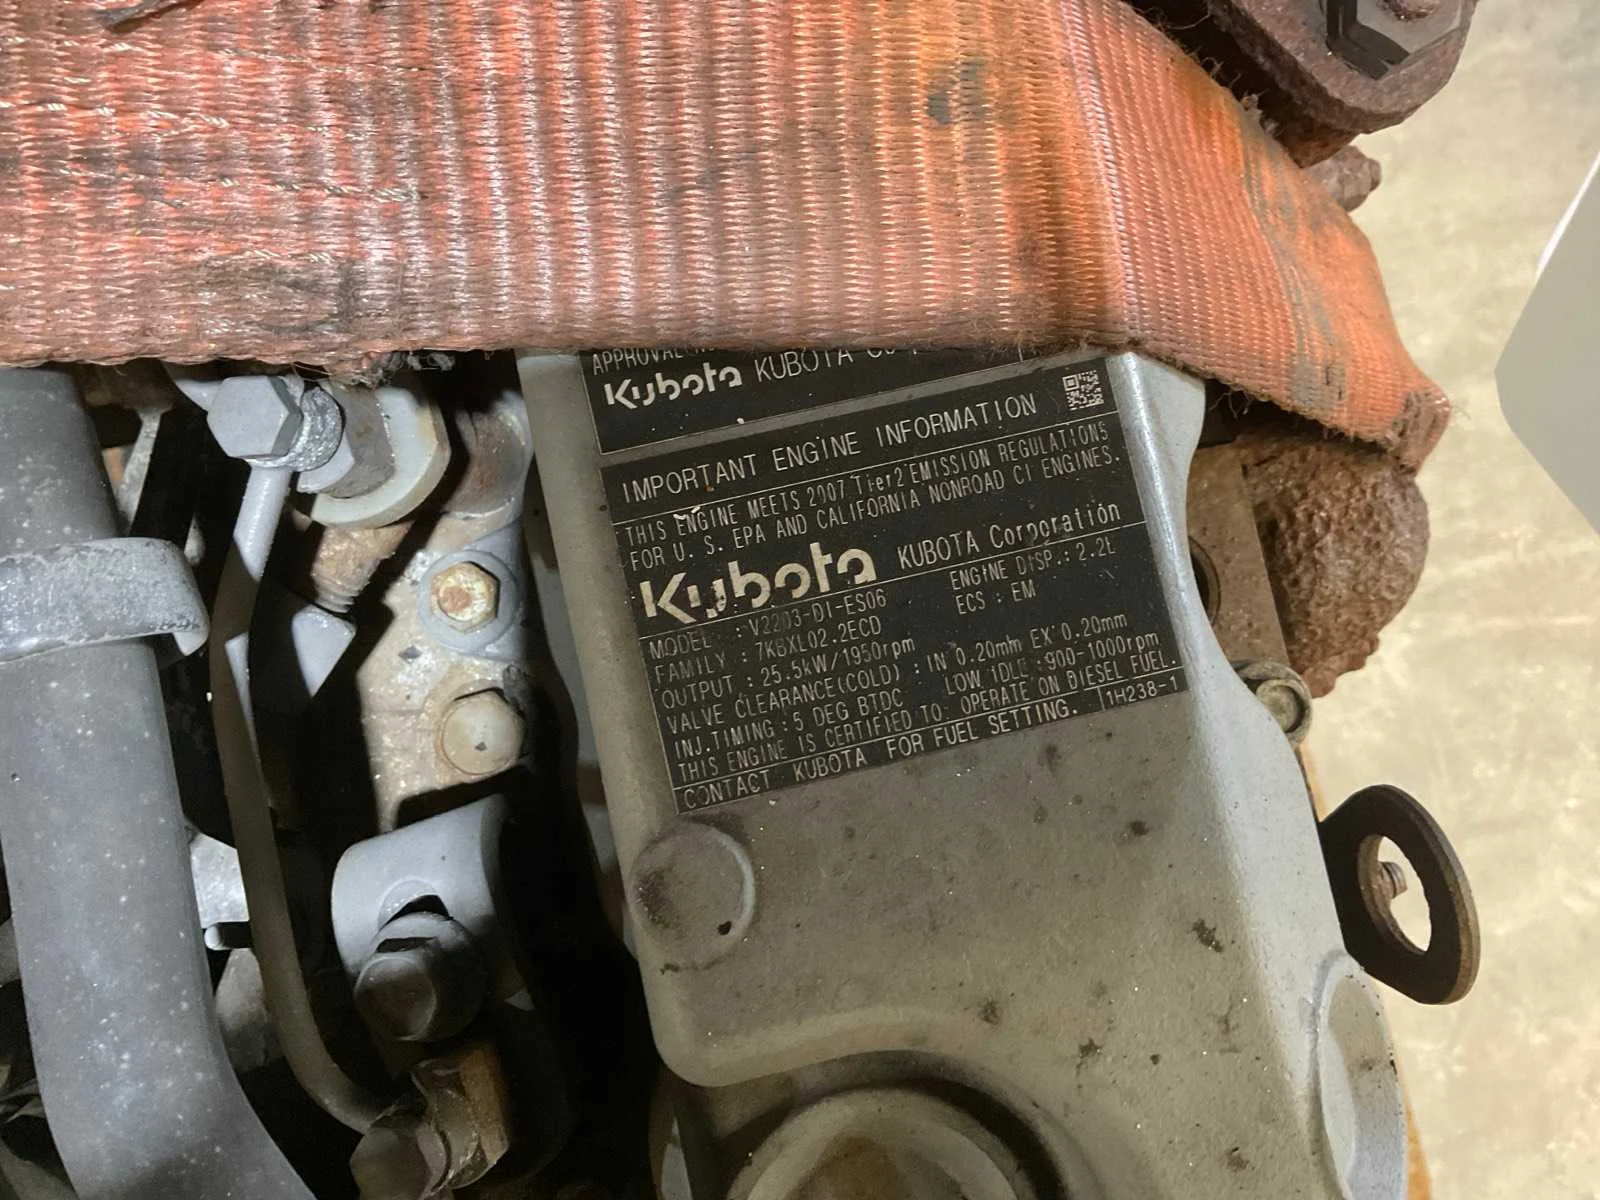 Kubota KUBOTA
IMPORTANT ENGINE INFORMATION
THIS ENGINE MEETS 2007 Tier2 EMISSION REGULATIONS
FOR U. S. EPA AND CALIFORNIA NONROAD CI ENGINES.
Kubota KUBOTA Corporation
MODEL : V2203-DI-ES06 ENGINE DISP.: 2.2L
FAMILY : 7KBXL02.2ECD ECS : EM
OUTPUT : 25.5kW/1950rpm
VALVE CLEARANCE(COLD) : IN 0.20mm EX 0.20mm
INJ.TIMING : 5 DEG BTDC LOW IDLE :900-1000rpm
THIS ENGINE IS CERTIFIED TO OPERATE ON DIESEL FUEL.
CONTACT KUBOTA FOR FUEL SETTING. 1H238-1